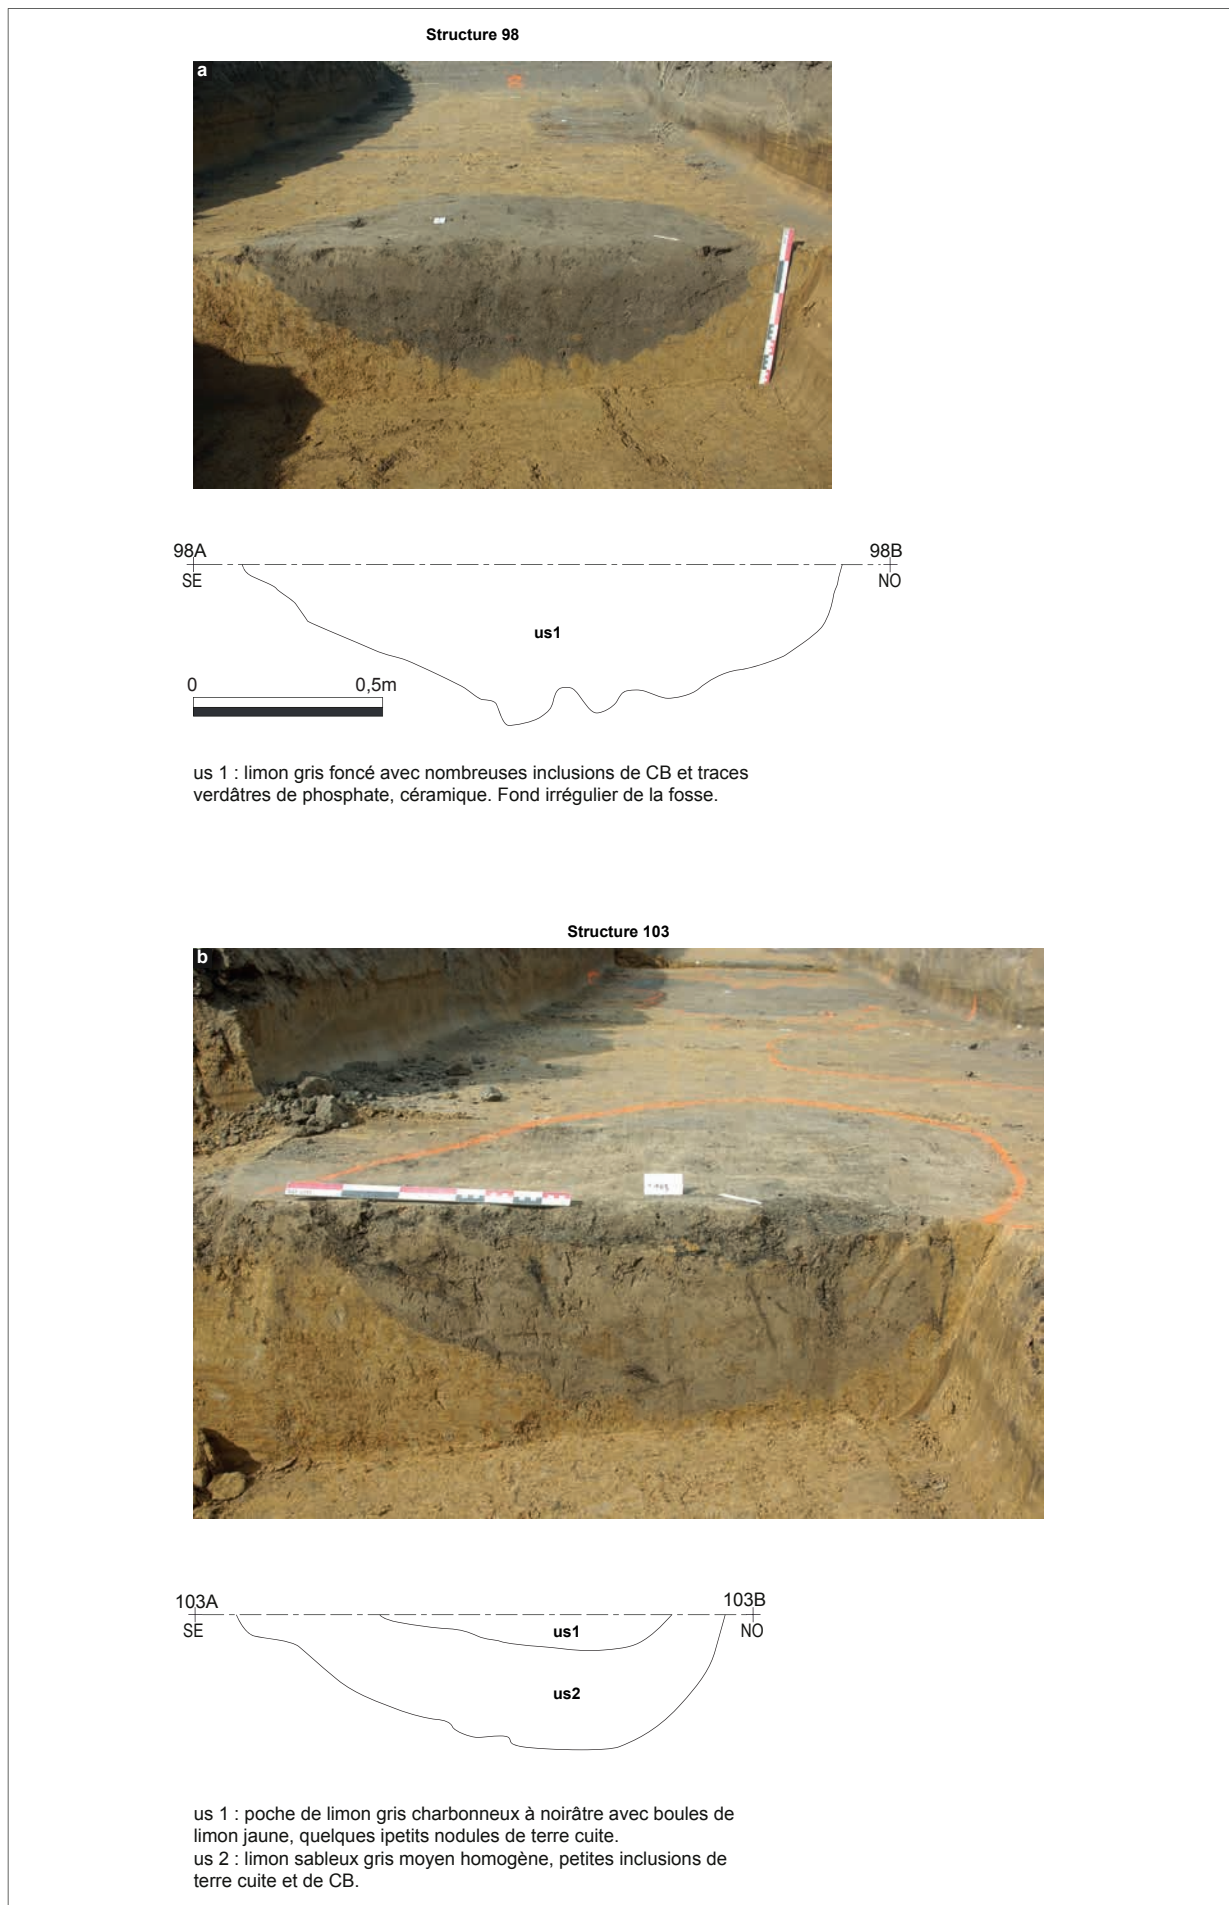 Structure 98
a
98A
98B
SE
NO
us1
0
0,5m
us 1 : limon gris foncé avec nombreuses inclusions de CB et traces
verdâtres de phosphate, céramique. Fond irrégulier de la fosse.
Structure 103
b
103A
103B
SE
NO
us1
us2
us 1 : poche de limon gris charbonneux à noirâtre avec boules de
limon jaune, quelques ipetits nodules de terre cuite.
us 2 : limon sableux gris moyen homogène, petites inclusions de
terre cuite et de CB.